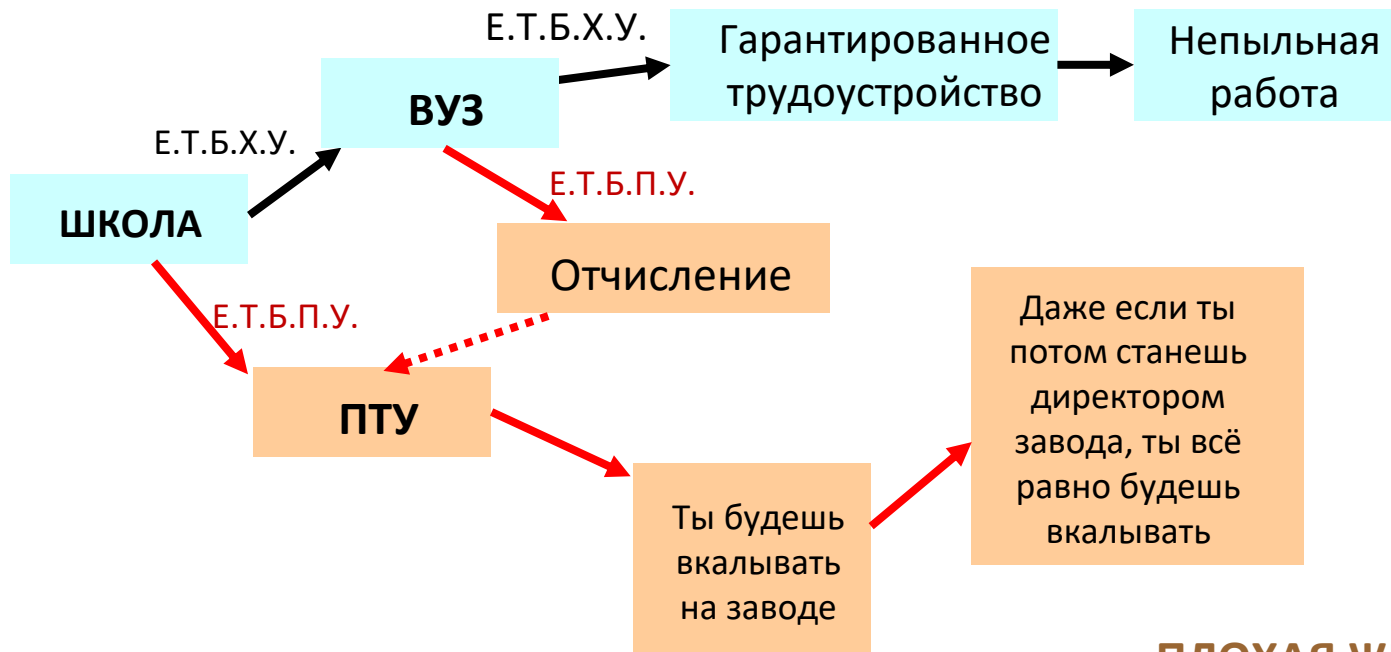 Е.Т.Б.Х.У.
Гарантированное
трудоустройство
Непыльная
работа
ВУЗ
Е.Т.Б.Х.У.
Е.Т.Б.П.У.
ШКОЛА
Отчисление
Е.Т.Б.П.У.
ПТУ
Даже если ты
потом станешь
директором
завода, ты всё
равно будешь
вкалывать
Ты будешь
вкалывать
на заводе
ПЛОХАЯ